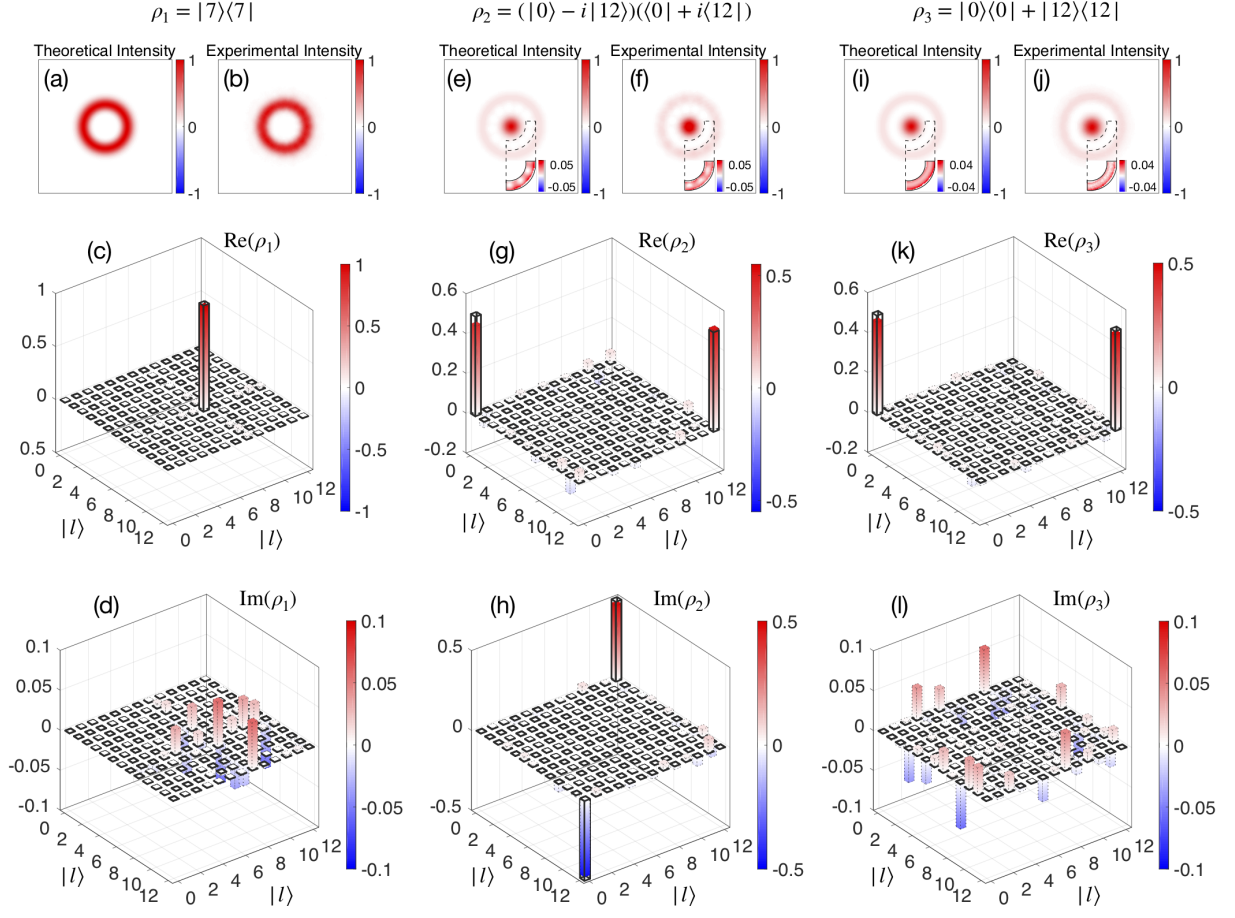 ρ₁ = |7⟩⟨7|
ρ₂ = (|0⟩ − i|12⟩)(⟨0| + i⟨12|)
ρ₃ = |0⟩⟨0| + |12⟩⟨12|
Theoretical Intensity
Experimental Intensity
Theoretical Intensity
Experimental Intensity
Theoretical Intensity
Experimental Intensity
(a)
1
0
-1
(b)
1
0
-1
(e)
0.05
-0.05
1
0
-1
(f)
0.05
-0.05
1
0
-1
(i)
0.04
-0.04
1
0
-1
(j)
0.04
-0.04
1
0
-1
(c)
Re(ρ₁)
1
0.5
0
0.5
0 2 4 6 8 10 12
|l⟩
0 2 4 6 8 10 12
|l⟩
1
0.5
0
-0.5
-1
(g)
Re(ρ₂)
0.6
0.4
0.2
0
-0.2
0 2 4 6 8 10 12
|l⟩
0 2 4 6 8 10 12
|l⟩
0.5
0
-0.5
(k)
Re(ρ₃)
0.6
0.4
0.2
0
-0.2
0 2 4 6 8 10 12
|l⟩
0 2 4 6 8 10 12
|l⟩
0.5
0
-0.5
(d)
Im(ρ₁)
0.1
0.05
0
-0.05
-0.1
0 2 4 6 8 10 12
|l⟩
0 2 4 6 8 10 12
|l⟩
0.1
0.05
0
-0.05
-0.1
(h)
Im(ρ₂)
0.5
0
-0.5
0 2 4 6 8 10 12
|l⟩
0 2 4 6 8 10 12
|l⟩
0.5
0
-0.5
(l)
Im(ρ₃)
0.1
0.05
0
-0.05
-0.1
0 2 4 6 8 10 12
|l⟩
0 2 4 6 8 10 12
|l⟩
0.1
0.05
0
-0.05
-0.1